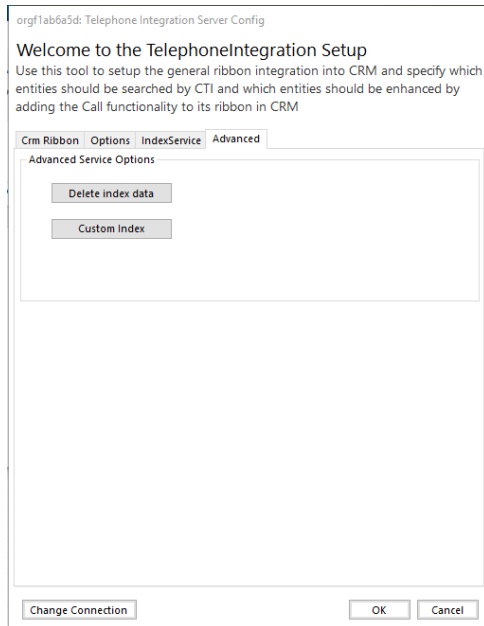 orgf1ab6a5d: Telephone Integration Server Config
Welcome to the TelephoneIntegration Setup
Use this tool to setup the general ribbon integration into CRM and specify which
entities should be searched by CTI and which entities should be enhanced by
adding the Call functionality to its ribbon in CRM
Crm Ribbon Options IndexService Advanced
Advanced Service Options
Delete index data
Custom Index
Change Connection OK Cancel